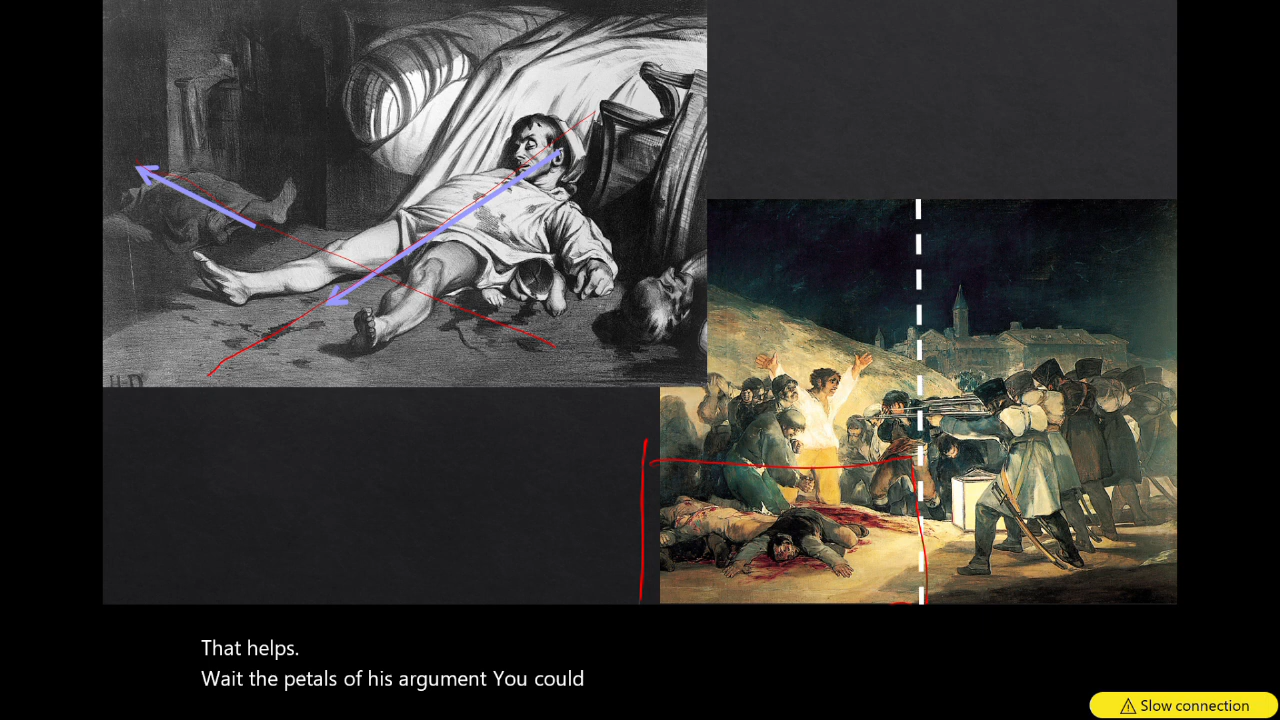 H-D
That helps.
Wait the petals of his argument You could
Slow connection